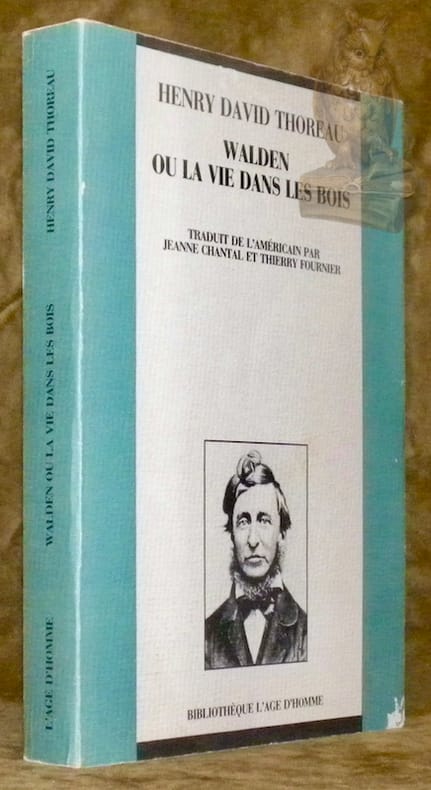 HENRY DAVID THOREAU
WALDEN
OU LA VIE DANS LES BOIS
TRADUIT DE L'AMÉRICAIN PAR
JEANNE CHANTAL ET THIERRY FOURNIER
BIBLIOTHÈQUE L'AGE D'HOMME
L'AGE D'HOMME WALDEN OU LA VIE DANS LES BOIS HENRY DAVID THOREAU